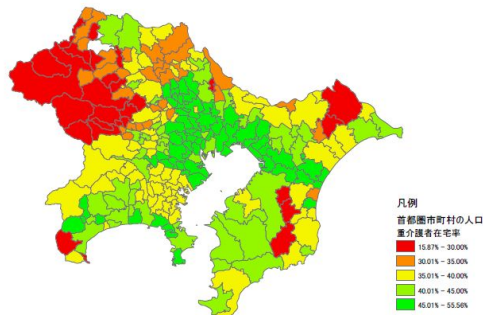 凡例
首都圏市町村の人口
重介護者在宅率
15.87% - 30.00%
30.01% - 35.00%
35.01% - 40.00%
40.01% - 45.00%
45.01% - 55.56%